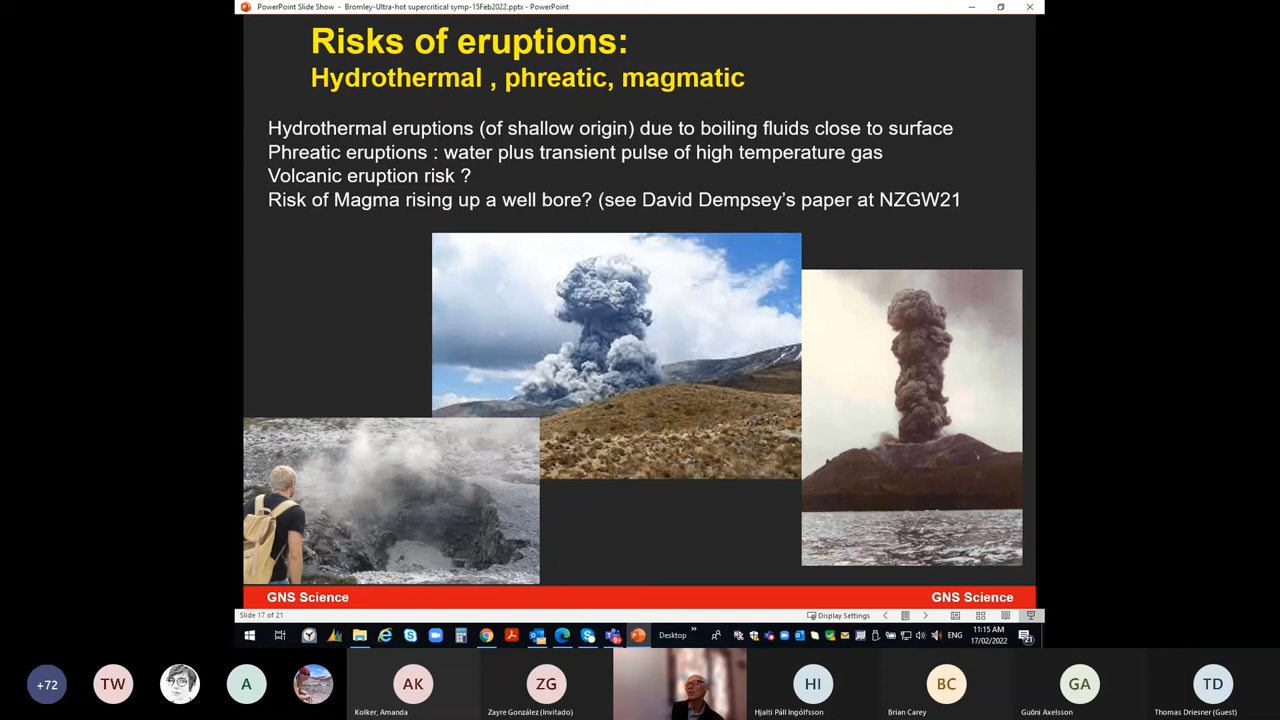 PowerPoint Slide Show - Bromley-Ultra-hot supercritical symp-15Feb2022.pptx - PowerPoint
Risks of eruptions:
Hydrothermal , phreatic, magmatic
Hydrothermal eruptions (of shallow origin) due to boiling fluids close to surface
Phreatic eruptions : water plus transient pulse of high temperature gas
Volcanic eruption risk ?
Risk of Magma rising up a well bore? (see David Dempsey's paper at NZGW21
GNS Science
GNS Science
Slide 17 of 21
Display Settings
Desktop
ENG
11:15 AM
17/02/2022
21
+72
TW
A
AK
ZG
HI
BC
GA
TD
Kolker, Amanda
Zayre González (Invitado)
Hjalti Páll Ingólfsson
Brian Carey
Guðni Axelsson
Thomas Driesner (Guest)